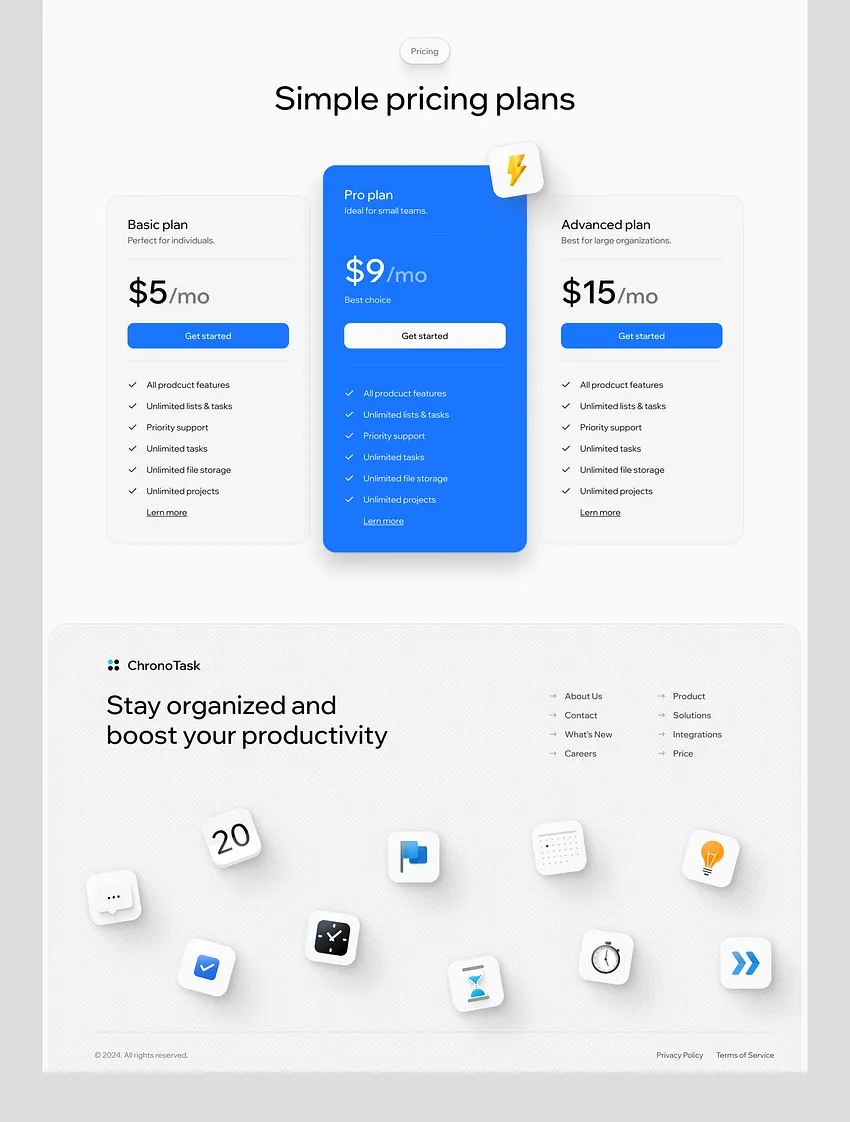 Pricing
Simple pricing plans
Basic plan
Perfect for individuals.
$5/mo
Get started
All prodcuct features
Unlimited lists & tasks
Priority support
Unlimited tasks
Unlimited file storage
Unlimited projects
Lern more
Pro plan
Ideal for small teams.
$9/mo
Best choice
Get started
All prodcuct features
Unlimited lists & tasks
Priority support
Unlimited tasks
Unlimited file storage
Unlimited projects
Lern more
Advanced plan
Best for large organizations.
$15/mo
Get started
All prodcuct features
Unlimited lists & tasks
Priority support
Unlimited tasks
Unlimited file storage
Unlimited projects
Lern more
ChronoTask
Stay organized and
boost your productivity
About Us
Contact
What's New
Careers
Product
Solutions
Integrations
Price
20
© 2024. All rights reserved.
Privacy Policy
Terms of Service